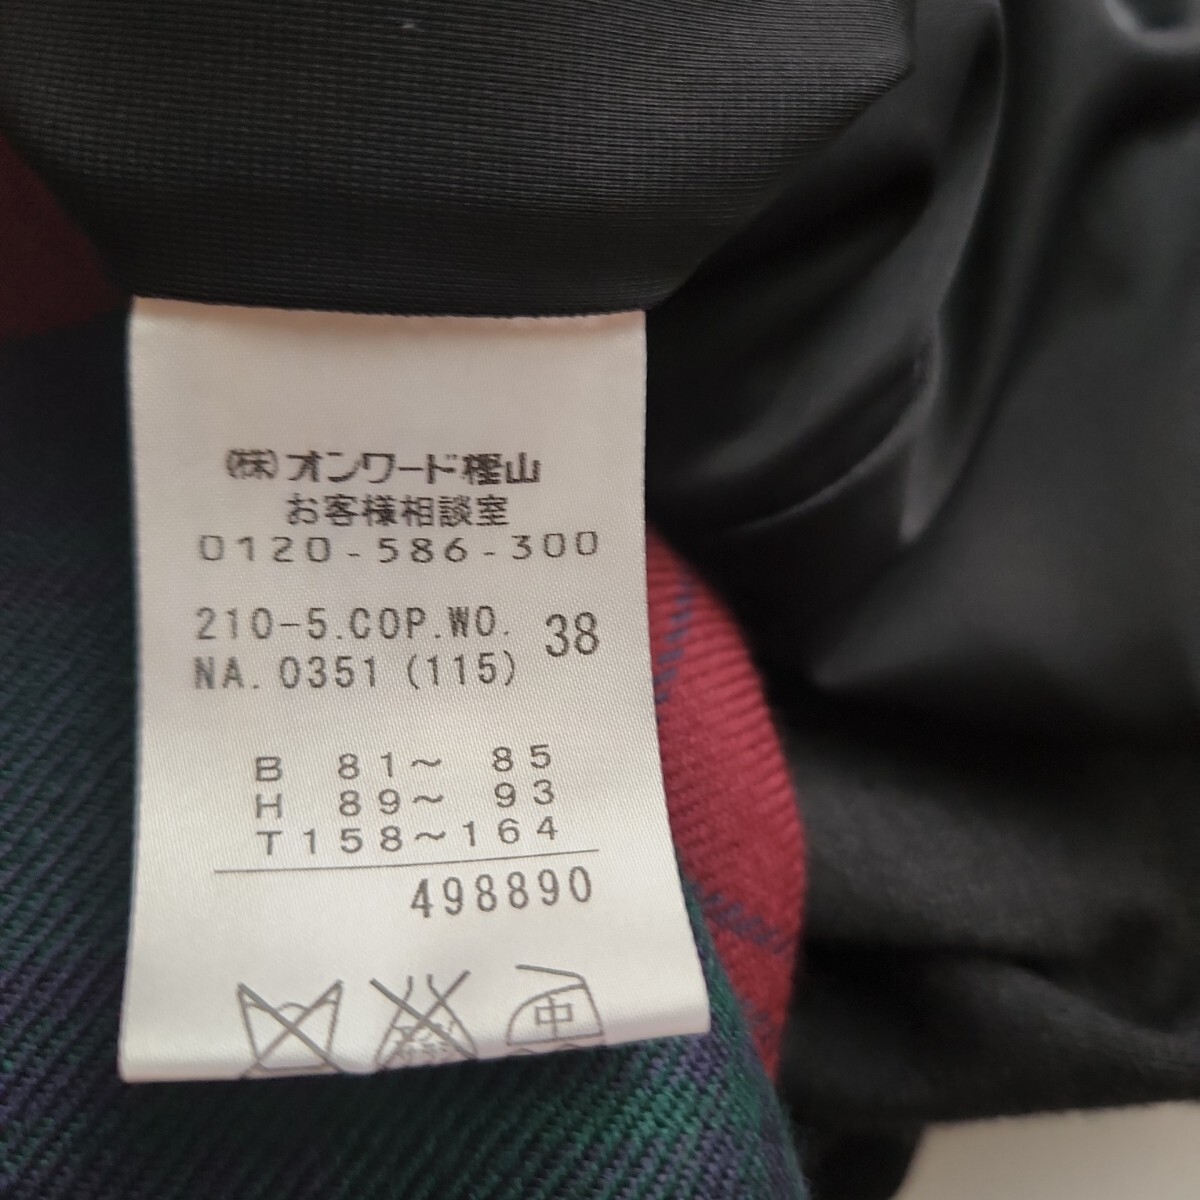 (株)オンワード樫山
お客様相談室
0120-586-300
210-5.COP.WO. 38
NA. 0351 (115)
B 81～ 85
H 89～ 93
T158～164
498890
中